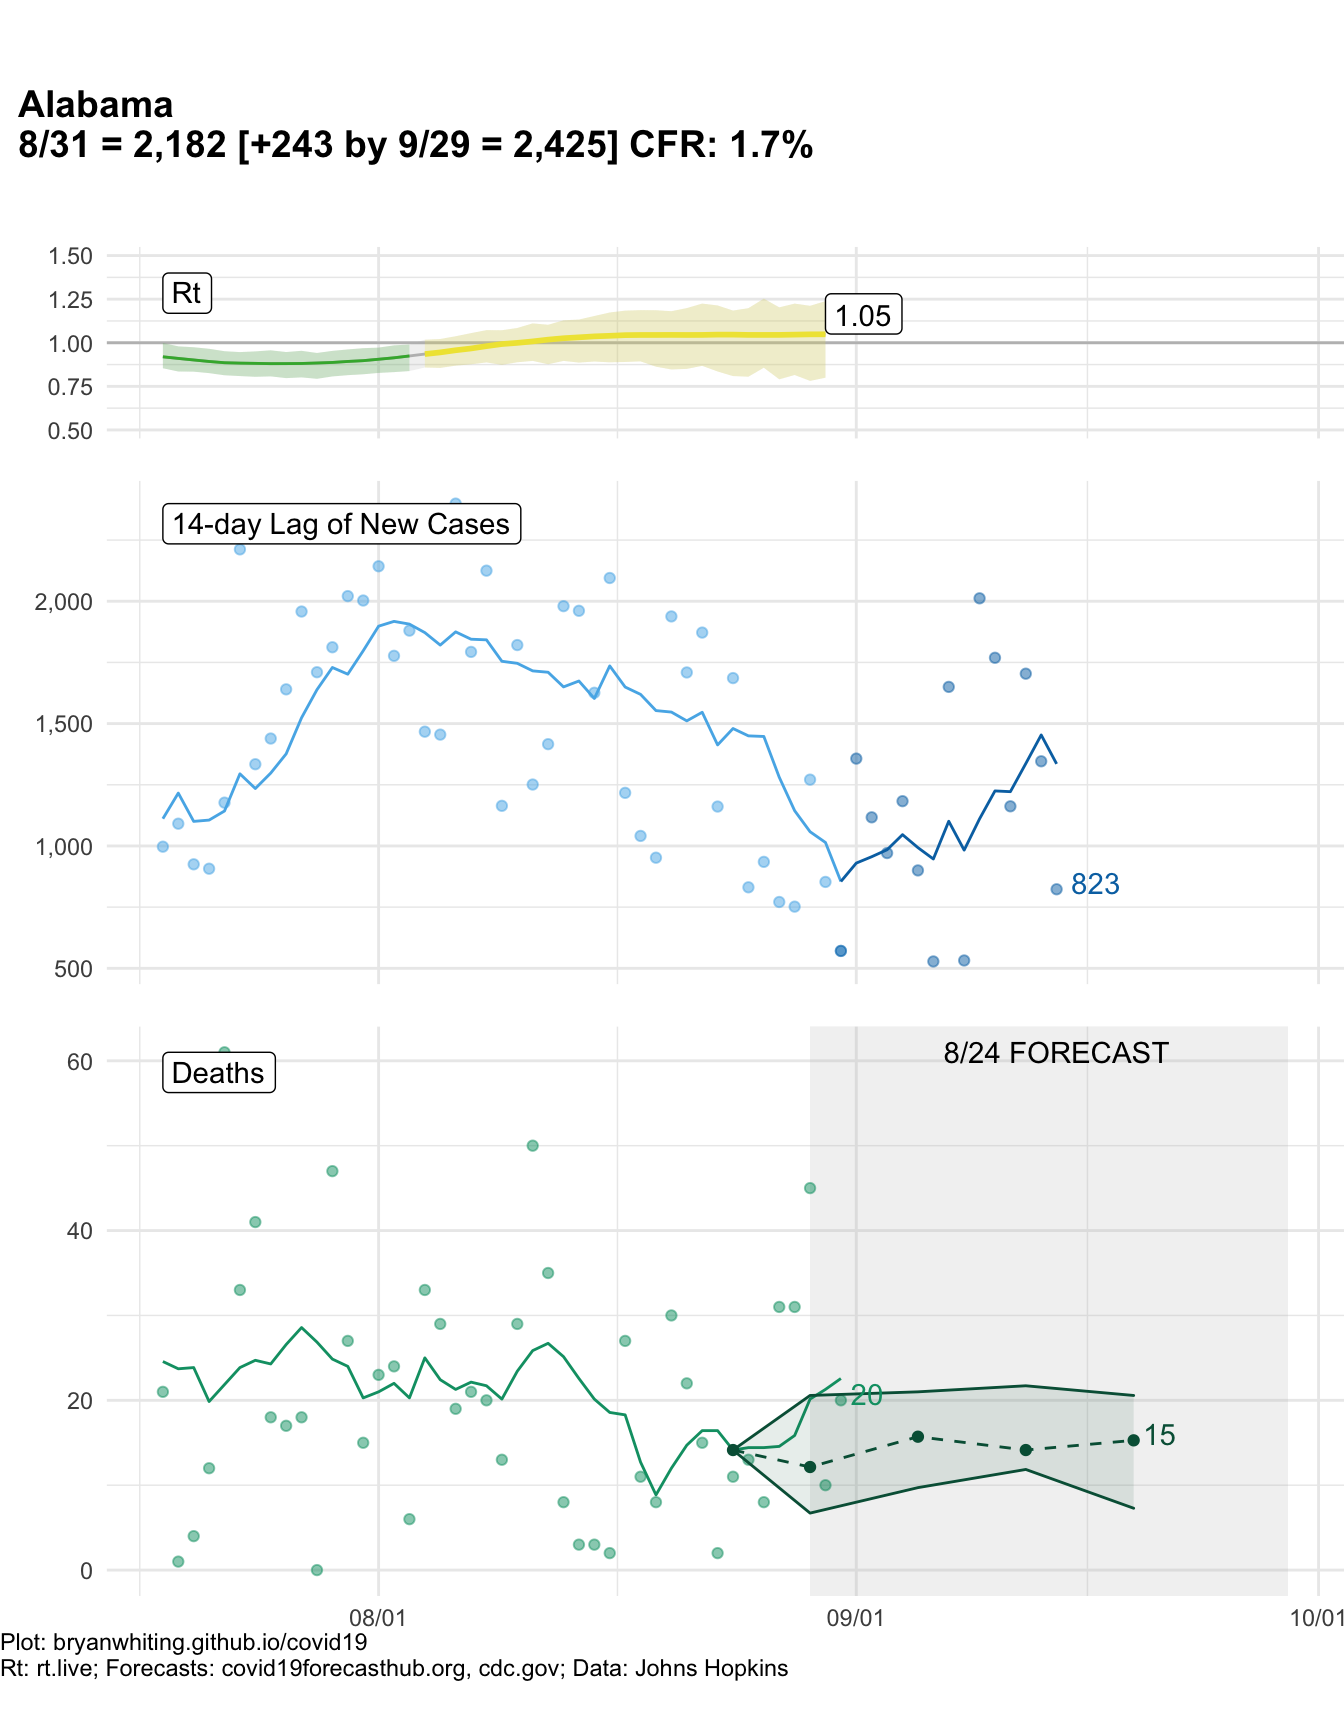 Alabama
8/31 = 2,182 [+243 by 9/29 = 2,425] CFR: 1.7%
1.50
1.25
1.00
0.75
0.50
Rt
1.05
14-day Lag of New Cases
2,000
1,500
1,000
500
823
8/24 FORECAST
Deaths
60
40
20
0
20
15
08/01
09/01
10/01
Plot: bryanwhiting.github.io/covid19
Rt: rt.live; Forecasts: covid19forecasthub.org, cdc.gov; Data: Johns Hopkins